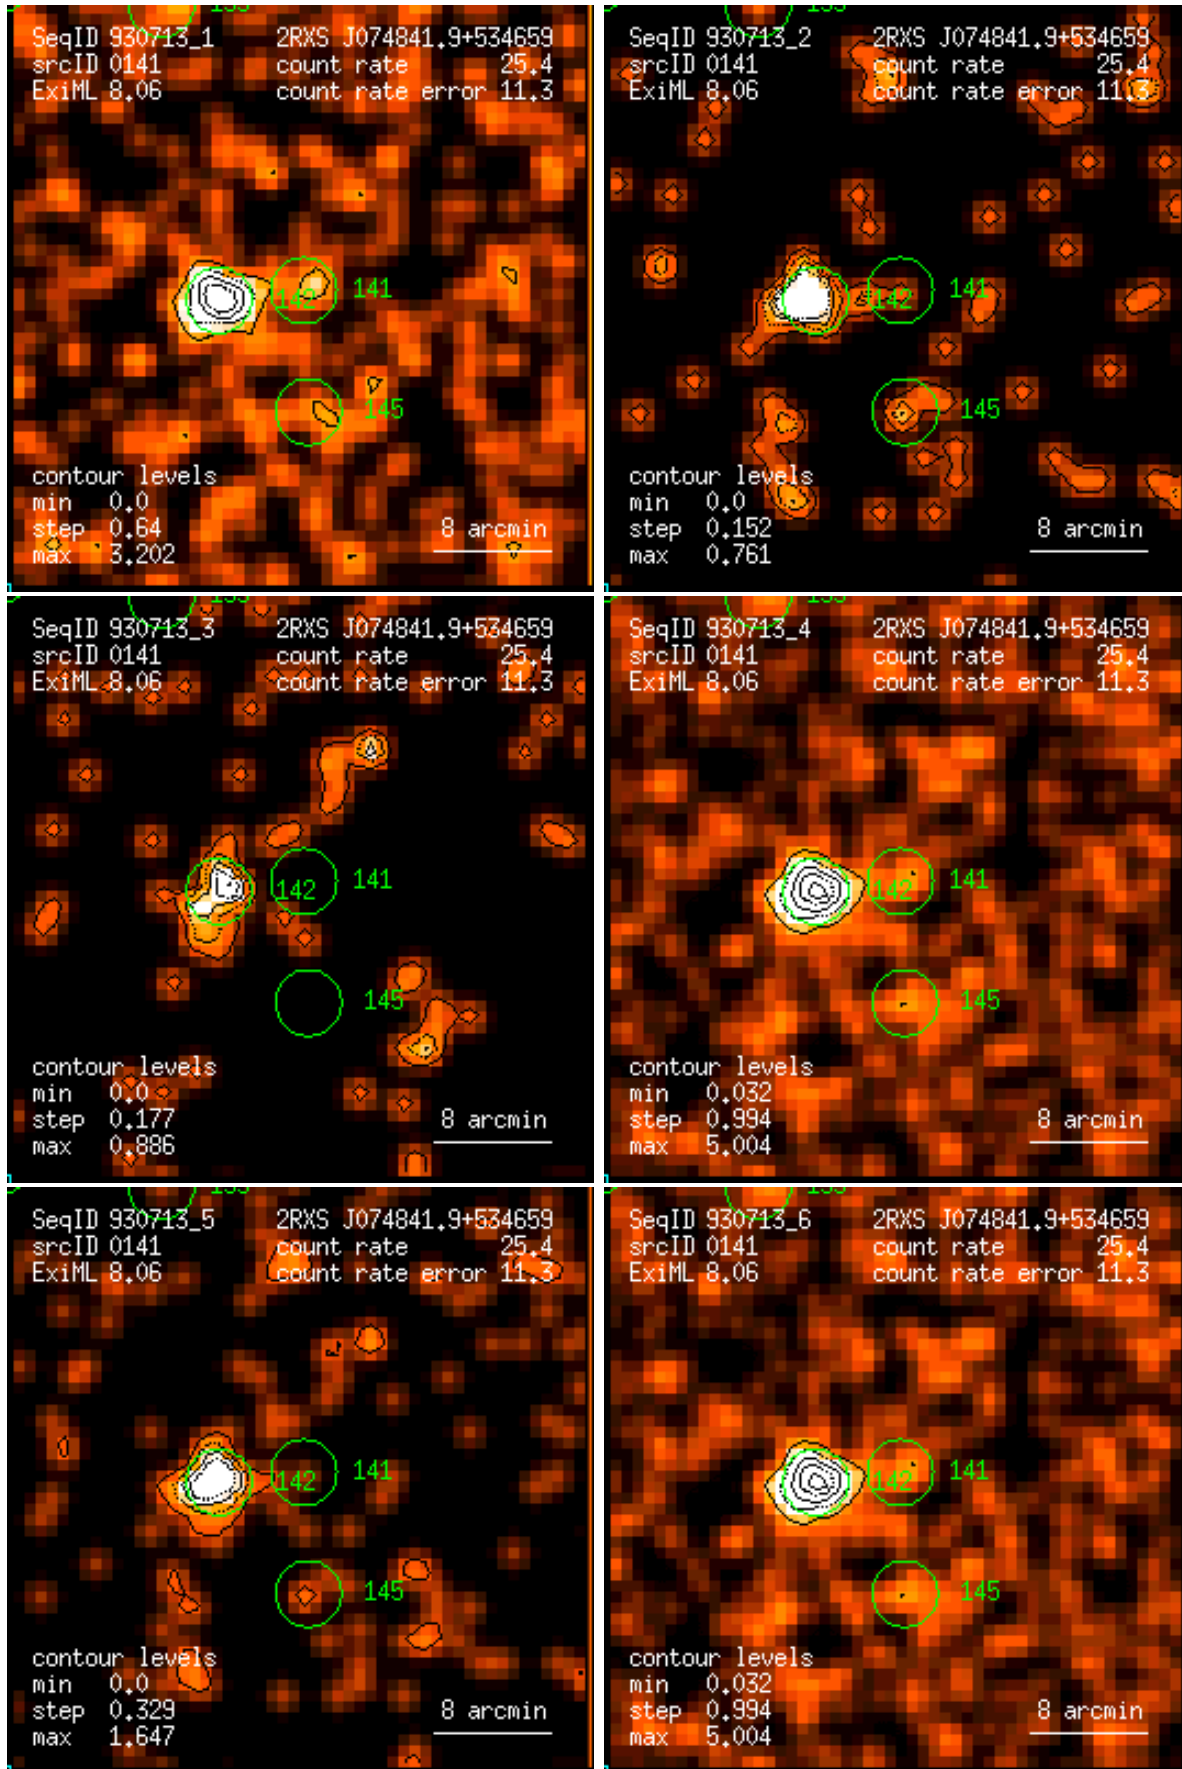 SeqID 930713_1 2RXS J074841.9+534659
srcID 0141 count rate 25.4
ExiML 8.06 count rate error 11.3
142 141
145
contour levels
min 0.0
step 0.64
max 3.202
8 arcmin
SeqID 930713_2 2RXS J074841.9+534659
srcID 0141 count rate 25.4
ExiML 8.06 count rate error 11.3
142 141
145
contour levels
min 0.0
step 0.152
max 0.761
8 arcmin
SeqID 930713_3 2RXS J074841.9+534659
srcID 0141 count rate 25.4
ExiML 8.06 count rate error 11.3
142 141
145
contour levels
min 0.0
step 0.177
max 0.886
8 arcmin
SeqID 930713_4 2RXS J074841.9+534659
srcID 0141 count rate 25.4
ExiML 8.06 count rate error 11.3
142 141
145
contour levels
min 0.032
step 0.994
max 5.004
8 arcmin
SeqID 930713_5 2RXS J074841.9+534659
srcID 0141 count rate 25.4
ExiML 8.06 count rate error 11.3
142 141
145
contour levels
min 0.0
step 0.329
max 1.647
8 arcmin
SeqID 930713_6 2RXS J074841.9+534659
srcID 0141 count rate 25.4
ExiML 8.06 count rate error 11.3
142 141
145
contour levels
min 0.032
step 0.994
max 5.004
8 arcmin